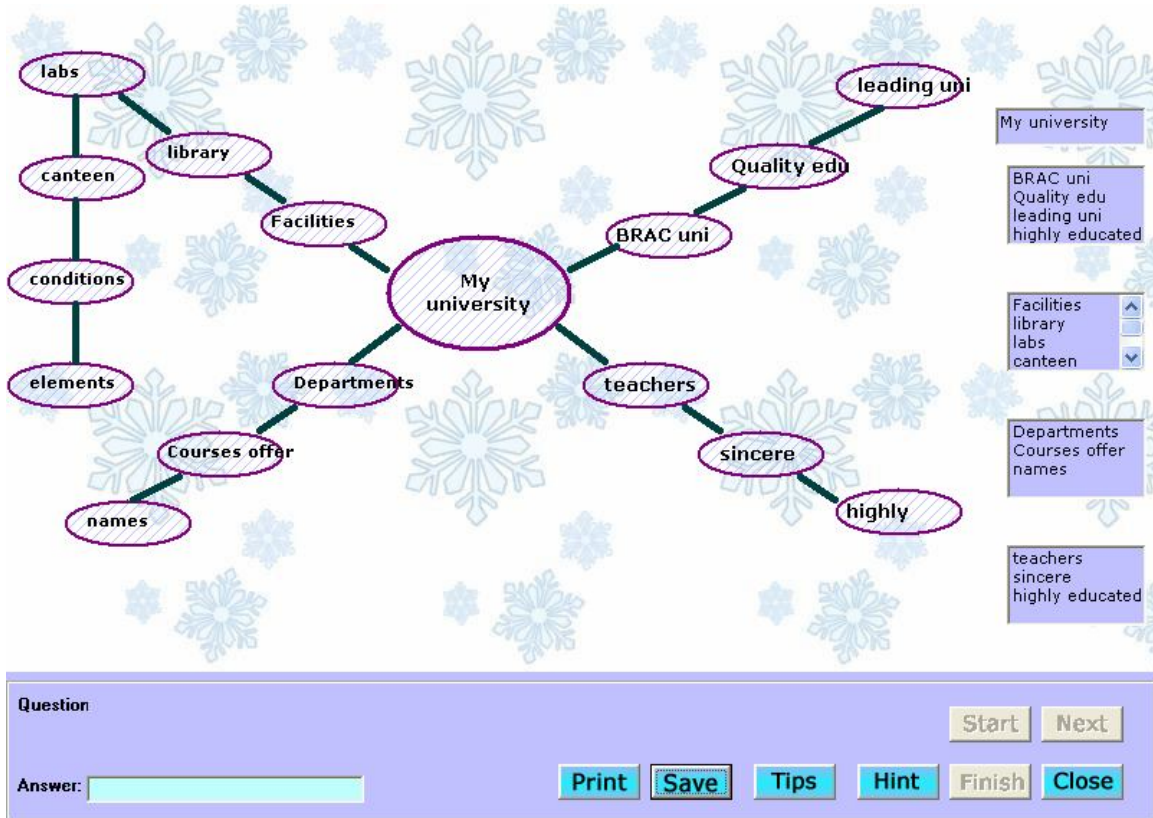 labs
library
canteen
Facilities
conditions
elements
My
university
leading uni
Quality edu
BRAC uni
Departments
Courses offer
names
teachers
sincere
highly
My university
BRAC uni
Quality edu
leading uni
highly educated
Facilities
library
labs
canteen
Departments
Courses offer
names
teachers
sincere
highly educated
Question
Start
Next
Answer:
Print
Save
Tips
Hint
Finish
Close